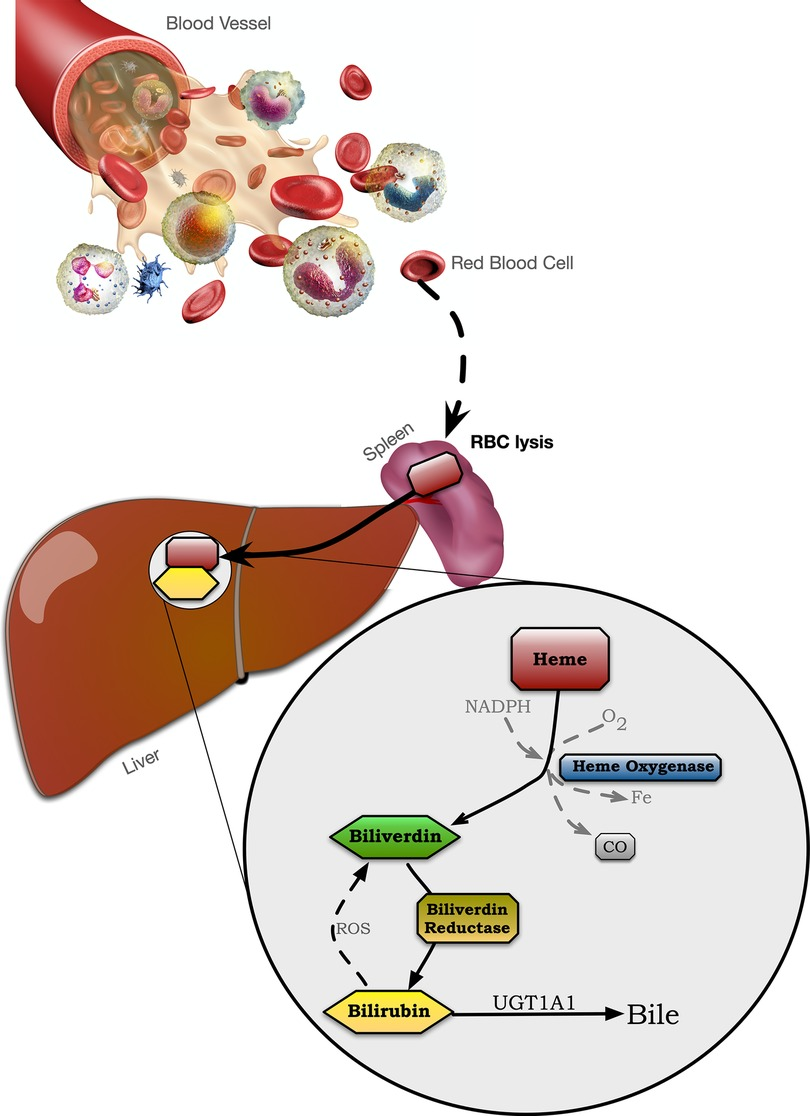 Blood Vessel
Red Blood Cell
Spleen
RBC lysis
Liver
Heme
NADPH
O2
Heme Oxygenase
Fe
CO
Biliverdin
Biliverdin
Reductase
ROS
Bilirubin
UGT1A1
Bile